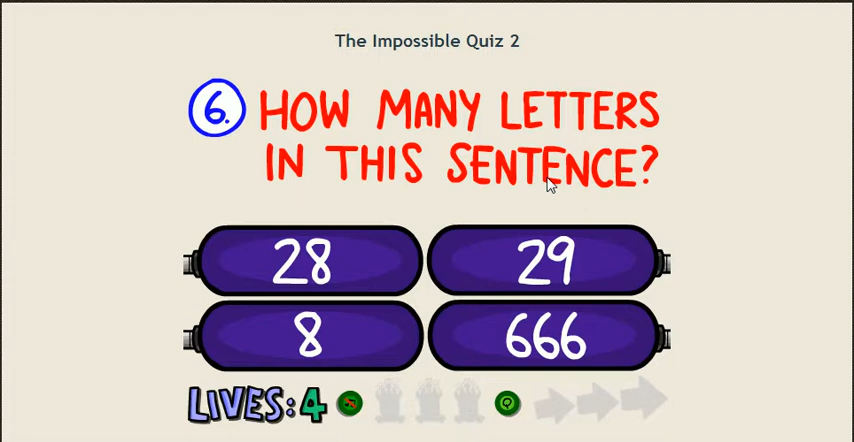 The Impossible Quiz 2
6. HOW MANY LETTERS
IN THIS SENTENCE?
28 29
8 666
LIVES: 4